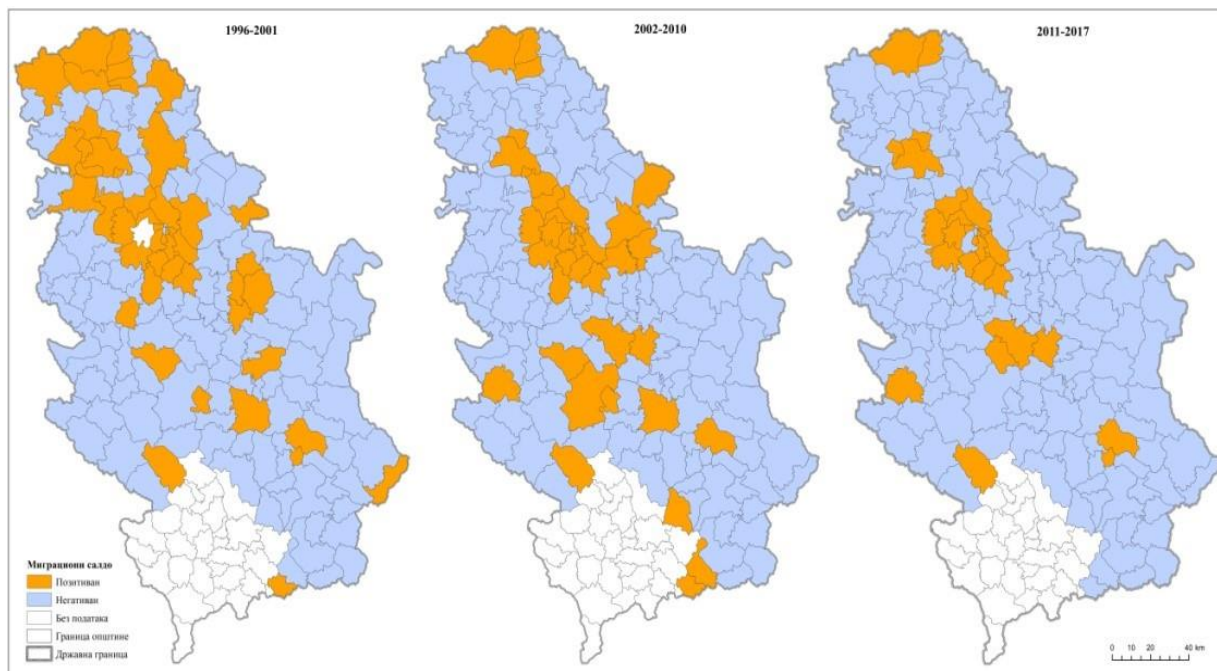 1996-2001
2002-2010
2011-2017
Миграциони салдо
Позитиван
Негативан
Без података
Граница општине
Државна граница
0 10 20 40 km